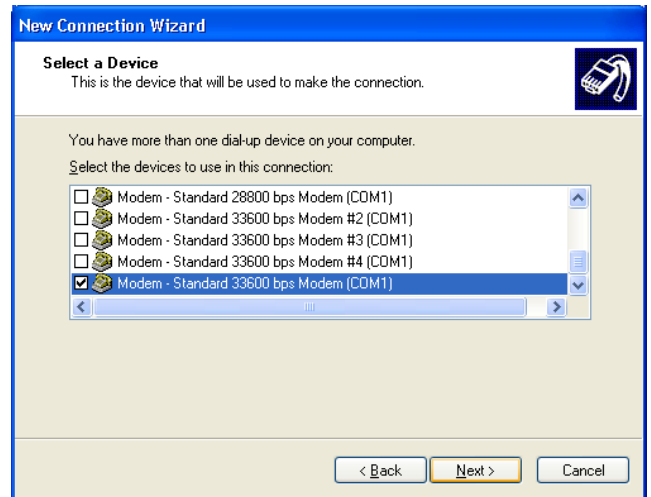 New Connection Wizard
Select a Device
This is the device that will be used to make the connection.
You have more than one dial-up device on your computer.
Select the devices to use in this connection:
Modem - Standard 28800 bps Modem (COM1)
Modem - Standard 33600 bps Modem #2 (COM1)
Modem - Standard 33600 bps Modem #3 (COM1)
Modem - Standard 33600 bps Modem #4 (COM1)
Modem - Standard 33600 bps Modem (COM1)
< Back Next > Cancel